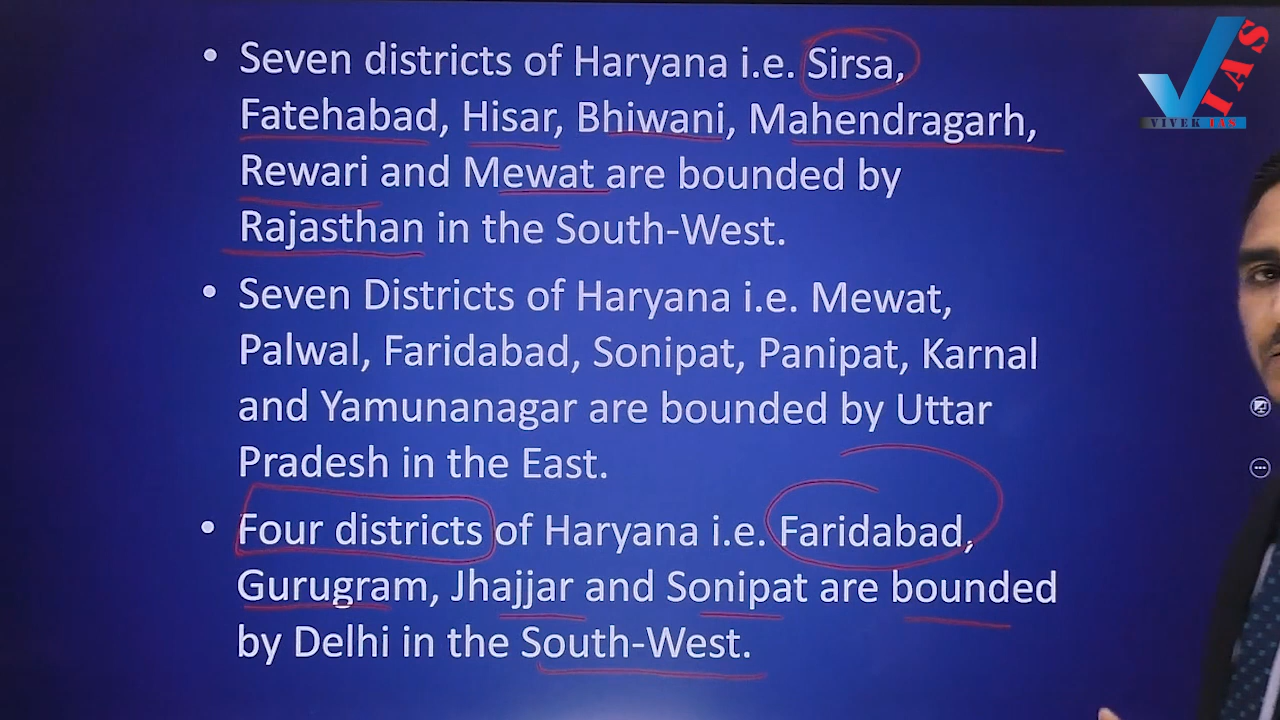 • Seven districts of Haryana i.e. Sirsa,
Fatehabad, Hisar, Bhiwani, Mahendragarh,
Rewari and Mewat are bounded by
Rajasthan in the South-West.
• Seven Districts of Haryana i.e. Mewat,
Palwal, Faridabad, Sonipat, Panipat, Karnal
and Yamunanagar are bounded by Uttar
Pradesh in the East.
• Four districts of Haryana i.e. Faridabad,
Gurugram, Jhajjar and Sonipat are bounded
by Delhi in the South-West.
IAS
VIVEK IAS